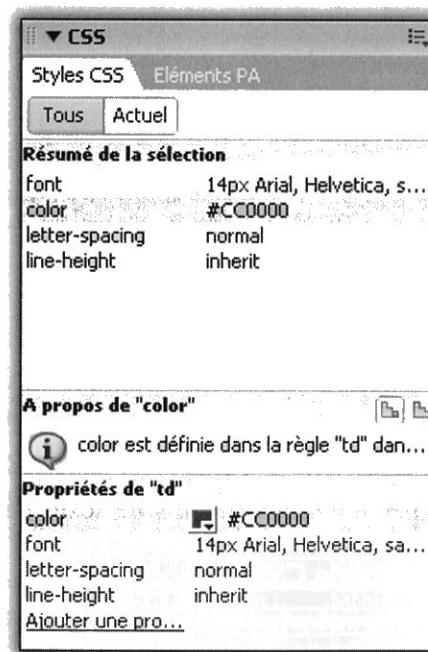 CSS
Styles CSS Eléments PA
Tous Actuel
Résumé de la sélection
font 14px Arial, Helvetica, s...
color #CC0000
letter-spacing normal
line-height inherit
A propos de "color"
color est définie dans la règle "td" dan...
Propriétés de "td"
color #CC0000
font 14px Arial, Helvetica, sa...
letter-spacing normal
line-height inherit
Ajouter une pro...